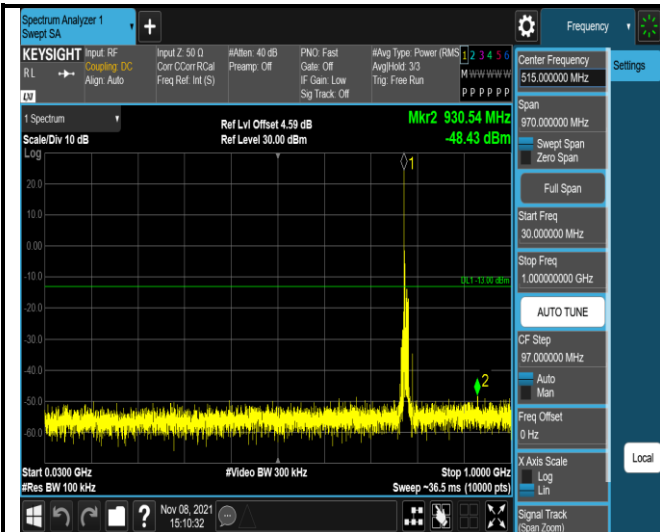 Spectrum Analyzer 1
Swept SA
Frequency
KEYSIGHT
RL
LXI
Input: RF
Coupling: DC
Align: Auto
Input Z: 50 Ω
Corr CCorr RCal
Freq Ref: Int (S)
#Atten: 40 dB
Preamp: Off
PNO: Fast
Gate: Off
IF Gain: Low
Sig Track: Off
#Avg Type: Power (RMS
Avg|Hold: 3/3
Trig: Free Run
1 2 3 4 5 6
M W W W W W
P P P P P P
1 Spectrum
Scale/Div 10 dB
Log
Ref Lvl Offset 4.59 dB
Ref Level 30.00 dBm
Mkr2 930.54 MHz
-48.43 dBm
1
20.0
10.0
0.00
-10.0
DL1 -13.00 dBm
-20.0
-30.0
-40.0
2
-50.0
-60.0
Start 0.0300 GHz
#Res BW 100 kHz
#Video BW 300 kHz
Stop 1.0000 GHz
Sweep ~36.5 ms (10000 pts)
?
Nov 08, 2021
15:10:32
Center Frequency
515.000000 MHz
Settings
Span
970.000000 MHz
Swept Span
Zero Span
Full Span
Start Freq
30.000000 MHz
Stop Freq
1.000000000 GHz
AUTO TUNE
CF Step
97.000000 MHz
Auto
Man
Freq Offset
0 Hz
X Axis Scale
Log
Lin
Local
Signal Track
(Span Zoom)